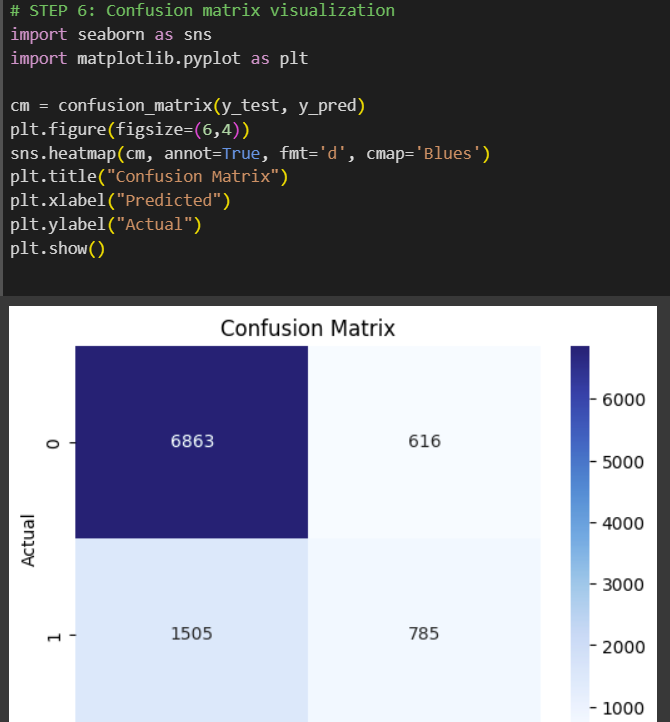 # STEP 6: Confusion matrix visualization
import seaborn as sns
import matplotlib.pyplot as plt
cm = confusion_matrix(y_test, y_pred)
plt.figure(figsize=(6,4))
sns.heatmap(cm, annot=True, fmt='d', cmap='Blues')
plt.title("Confusion Matrix")
plt.xlabel("Predicted")
plt.ylabel("Actual")
plt.show()
Confusion Matrix
6000
0
6863
616
5000
Actual
4000
3000
1
1505
785
2000
1000